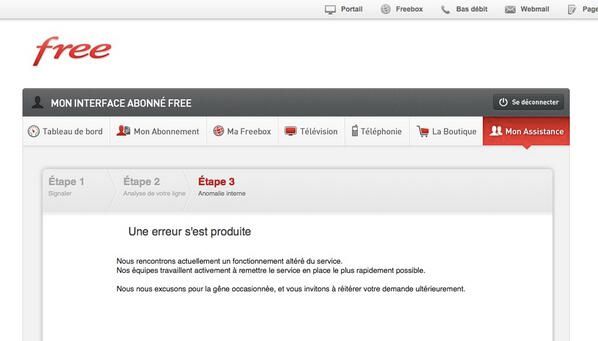 Portail Freebox Bas débit Webmail Page
free
MON INTERFACE ABONNÉ FREE Se déconnecter
Tableau de bord Mon Abonnement Ma Freebox Télévision Téléphonie La Boutique Mon Assistance
Étape 1 Étape 2 Étape 3
Signaler Analyse de votre ligne Anomalie interne
Une erreur s'est produite
Nous rencontrons actuellement un fonctionnement altéré du service.
Nos équipes travaillent activement à remettre le service en place le plus rapidement possible.
Nous nous excusons pour la gêne occasionnée, et vous invitons à réitérer votre demande ultérieurement.